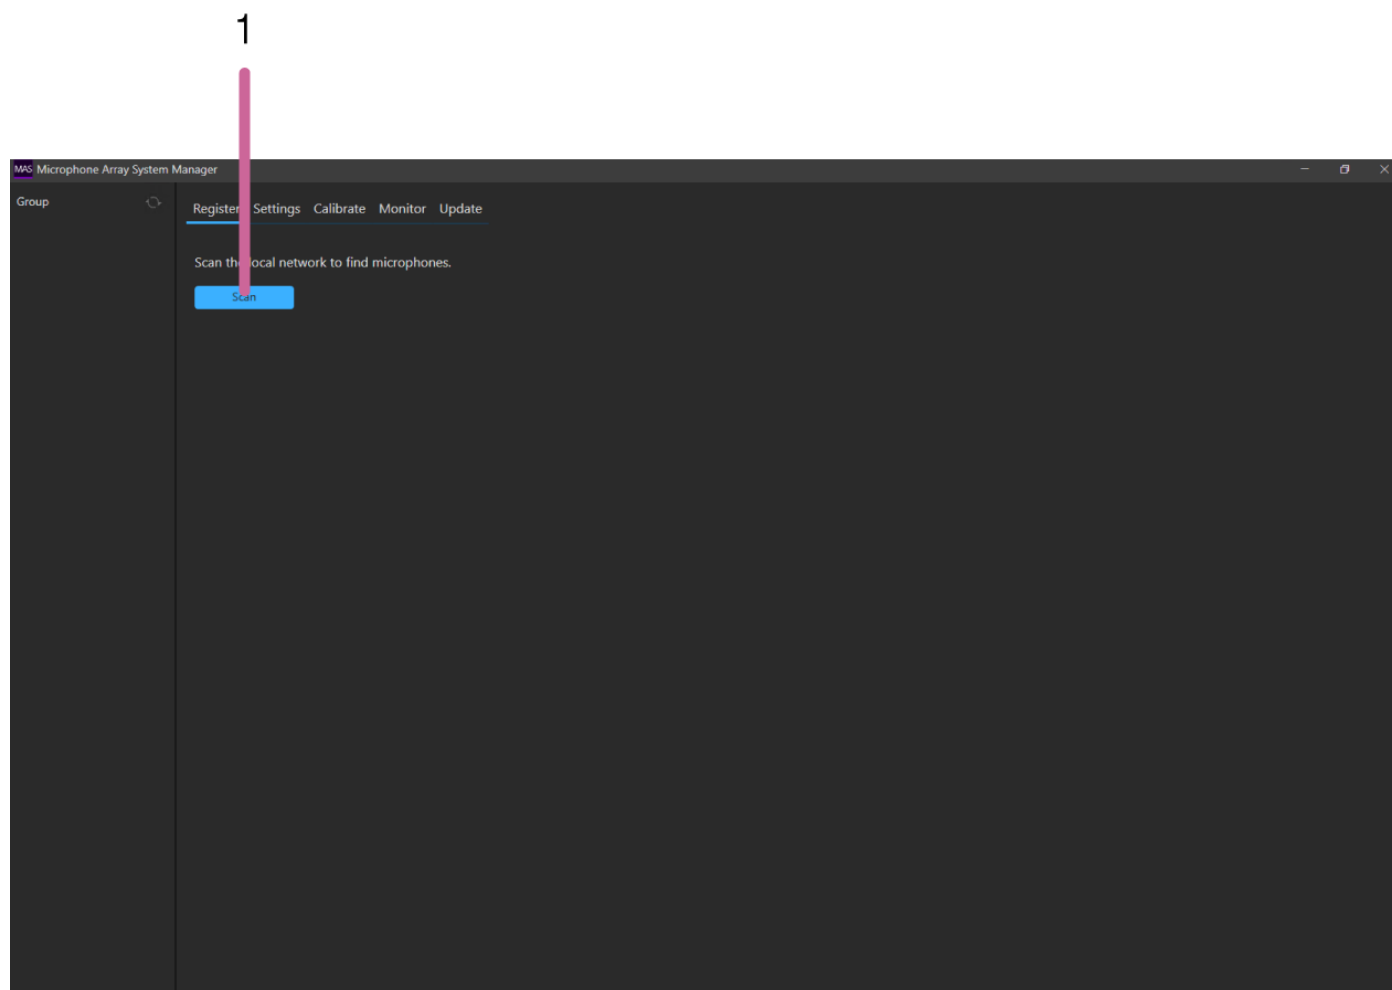 1
MAS Microphone Array System Manager
Group
Register Settings Calibrate Monitor Update
Scan the local network to find microphones.
Scan